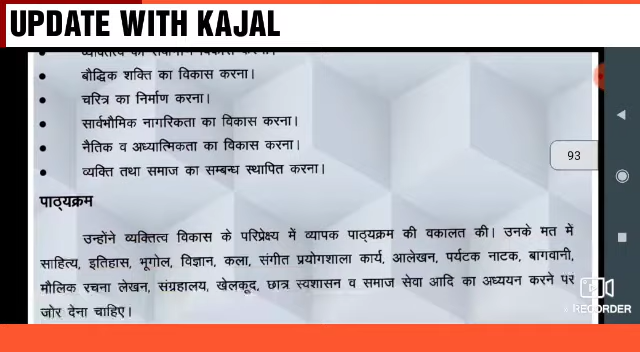 UPDATE WITH KAJAL
बौद्धिक शक्ति का विकास करना।
चरित्र का निर्माण करना।
सार्वभौमिक नागरिकता का विकास करना।
नैतिक व अध्यात्मिकता का विकास करना।
व्यक्ति तथा समाज का सम्बन्ध स्थापित करना।
93
पाठ्यक्रम
उन्होंने व्यक्तित्व विकास के परिप्रेक्ष्य में व्यापक पाठ्यक्रम की वकालत की। उनके मत में
साहित्य, इतिहास, भूगोल, विज्ञान, कला, संगीत प्रयोगशाला कार्य, आलेखन, पर्यटक नाटक, बागवानी,
मौलिक रचना लेखन, संग्रहालय, खेलकूद, छात्र स्वशासन व समाज सेवा आदि का अध्ययन करने पर
जोर देना चाहिए।
RECORDER